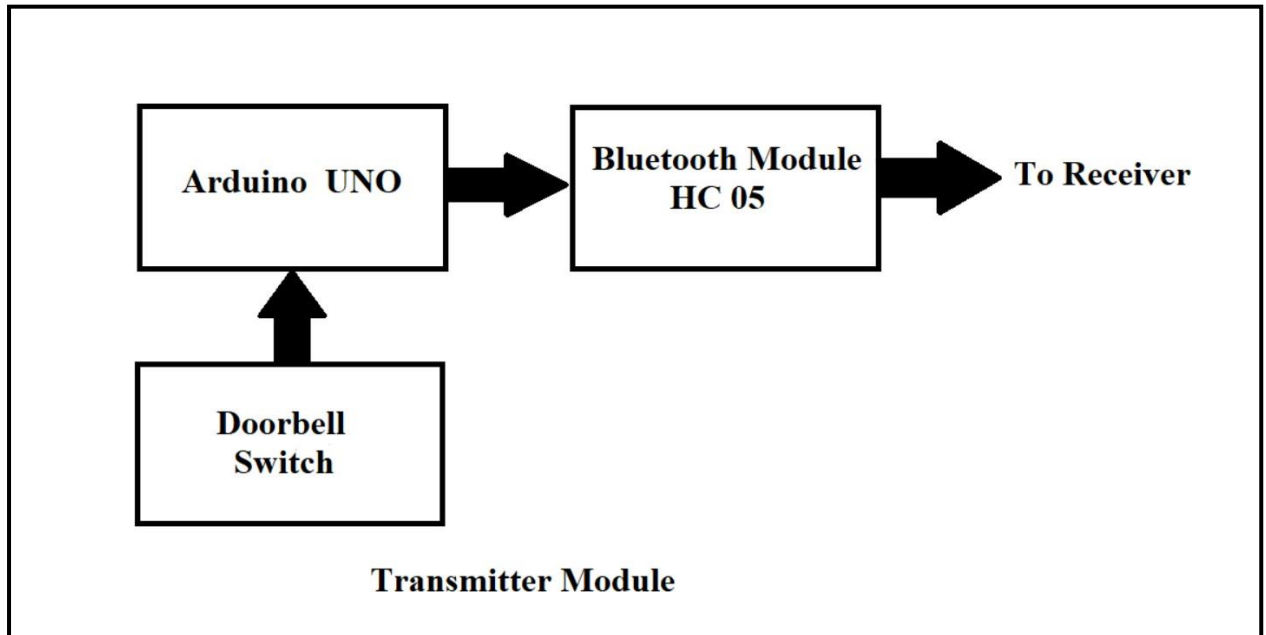 Arduino UNO
Bluetooth Module
HC 05
To Receiver
Doorbell
Switch
Transmitter Module